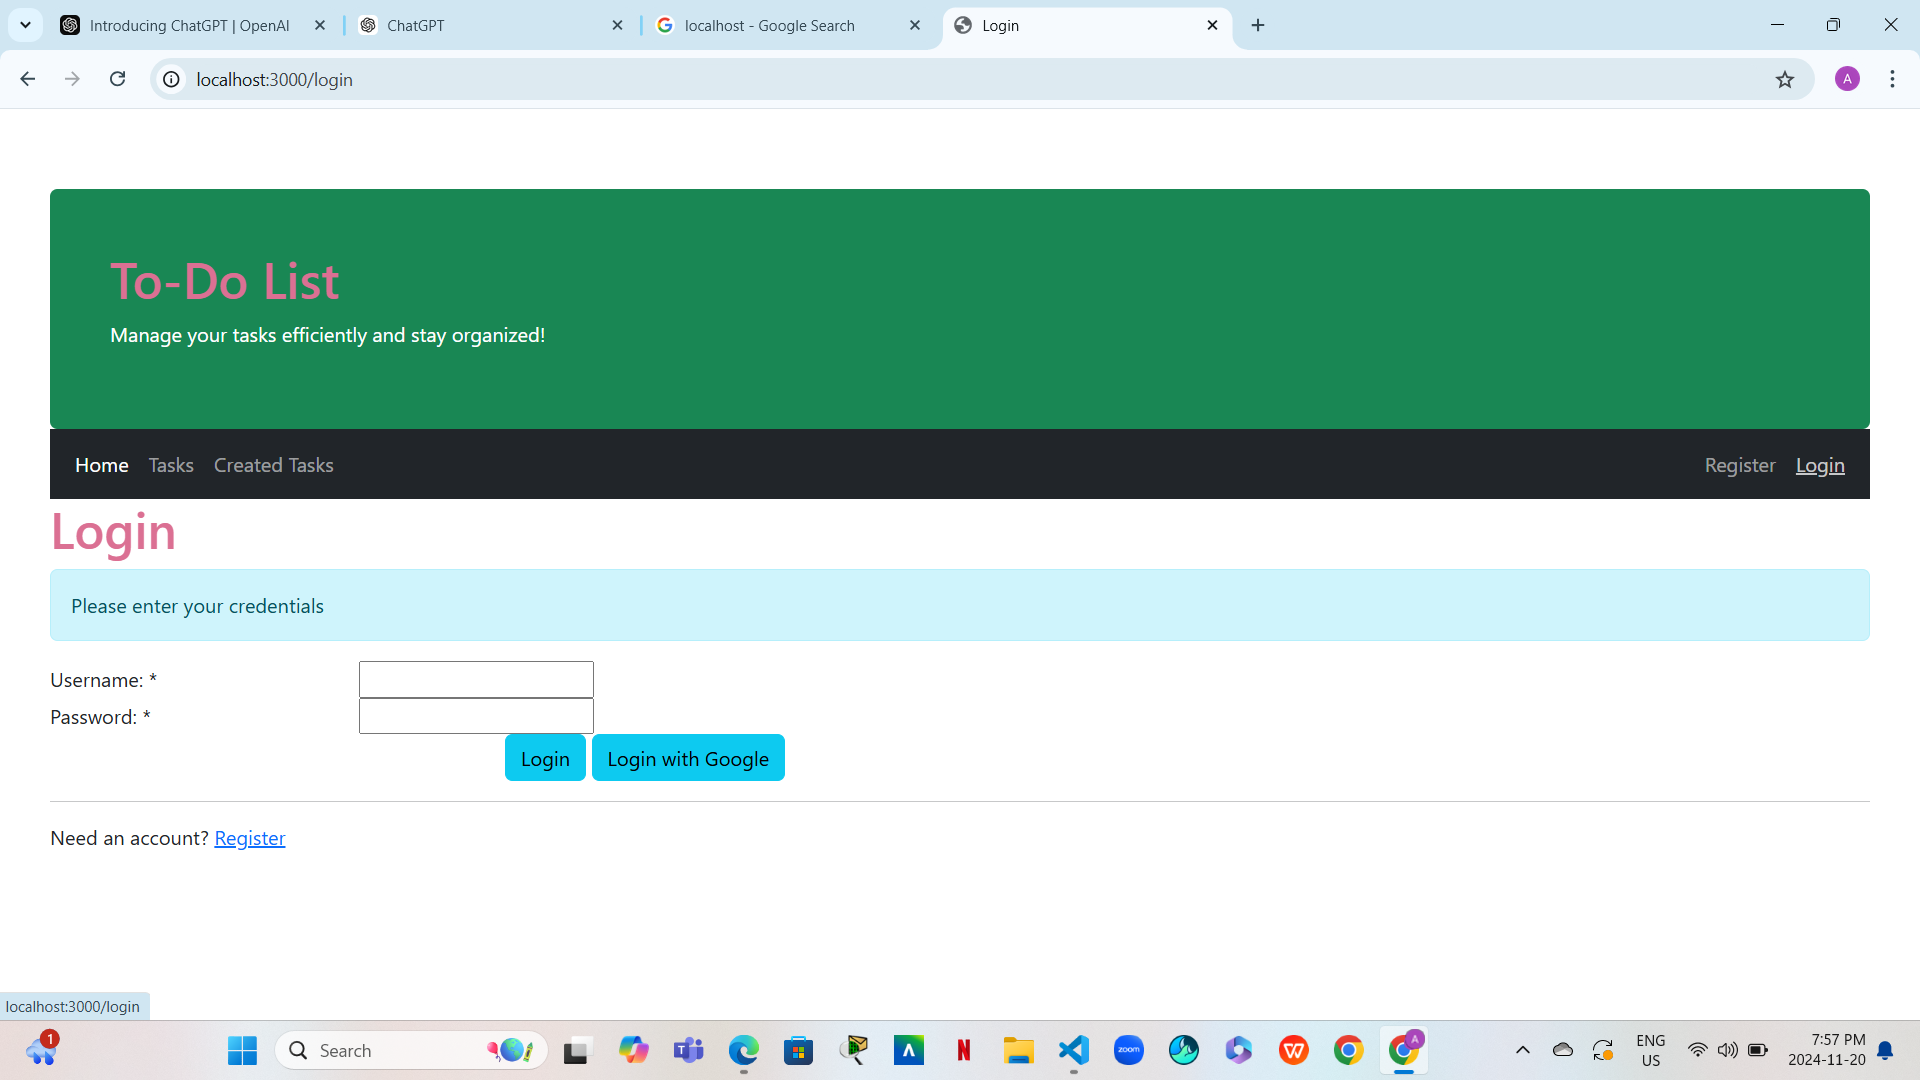 Introducing ChatGPT | OpenAI
ChatGPT
localhost - Google Search
Login
localhost:3000/login
A
To-Do List
Manage your tasks efficiently and stay organized!
Home Tasks Created Tasks Register Login
Login
Please enter your credentials
Username: *
Password: *
Login Login with Google
Need an account? Register
localhost:3000/login
1
Search
zoom
A
ENG
US
7:57 PM
2024-11-20